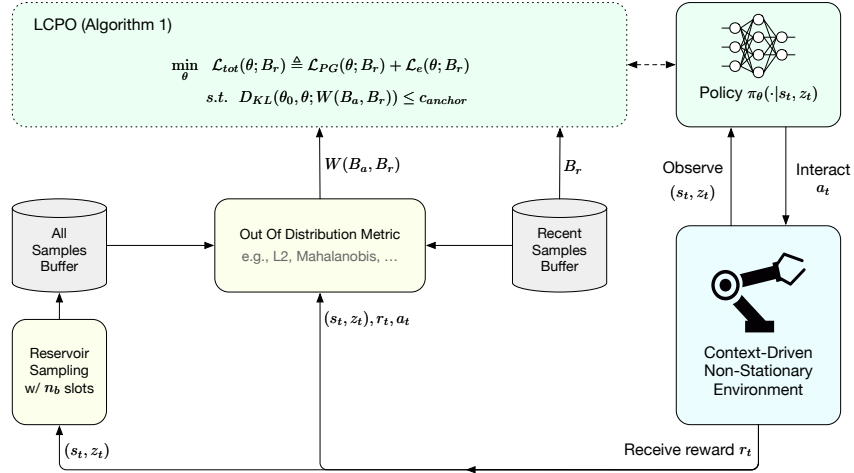 LCPO (Algorithm 1)
min θ 𝓛_tot(θ; B_r) ≜ 𝓛_PG(θ; B_r) + 𝓛_e(θ; B_r)
s.t. D_KL(θ_0, θ; W(B_a, B_r)) ≤ c_anchor
Policy π_θ(·|s_t, z_t)
W(B_a, B_r)
B_r
Observe
(s_t, z_t)
Interact
a_t
All
Samples
Buffer
Out Of Distribution Metric
e.g., L2, Mahalanobis, ...
Recent
Samples
Buffer
(s_t, z_t), r_t, a_t
Reservoir
Sampling
w/ n_b slots
Context-Driven
Non-Stationary
Environment
(s_t, z_t)
Receive reward r_t